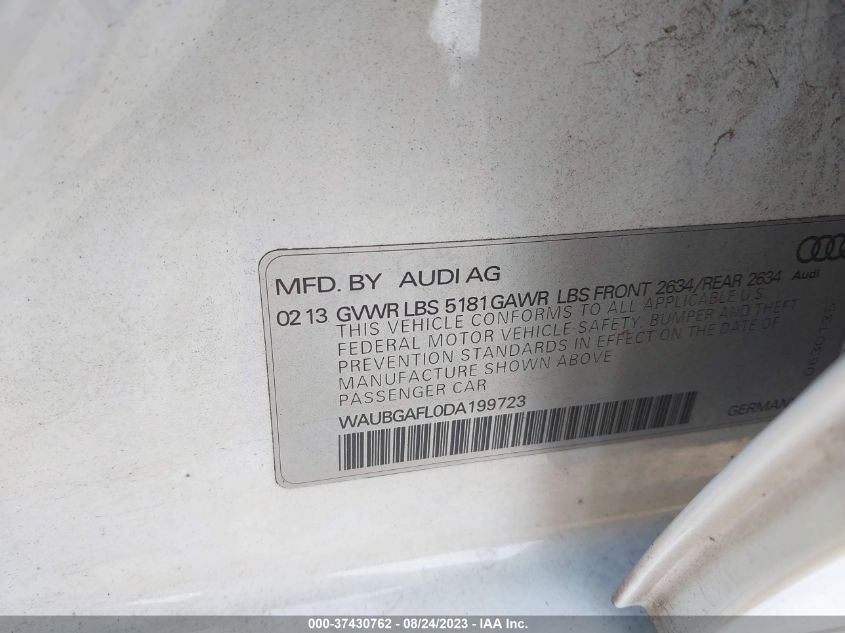 MFD. BY AUDI AG
02 13 GVWR LBS 5181 GAWR LBS FRONT 2634/REAR 2634
Audi
THIS VEHICLE CONFORMS TO ALL APPLICABLE U.S
FEDERAL MOTOR VEHICLE SAFETY, BUMPER AND THEFT
PREVENTION STANDARDS IN EFFECT ON THE DATE OF
MANUFACTURE SHOWN ABOVE
PASSENGER CAR
WAUBGAFL0DA199723
GERMANY
000-37430762 - 08/24/2023 - IAA Inc.